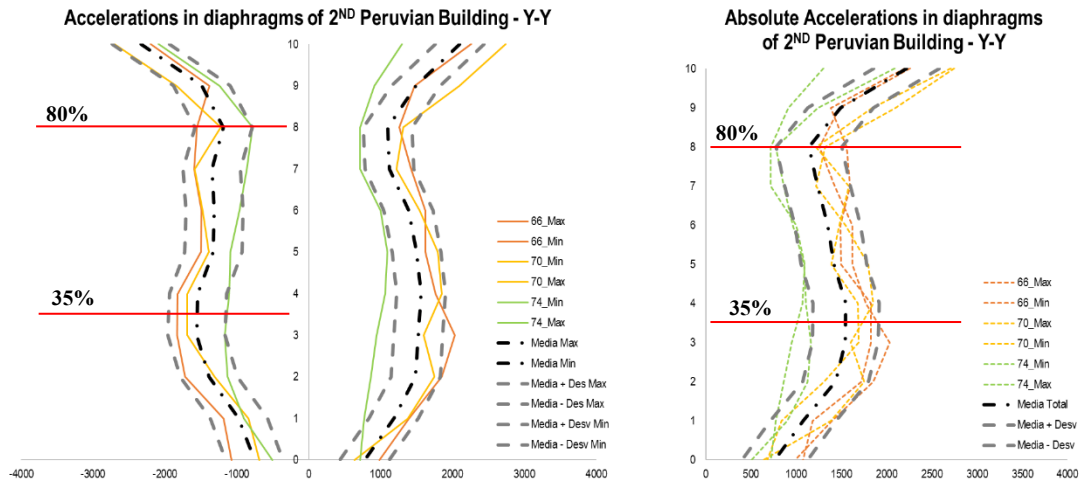 Accelerations in diaphragms of 2ND Peruvian Building - Y-Y
10
9
80%
8
7
6
5
4
35%
3
2
1
0
-4000 -3000 -2000 -1000 0 1000 2000 3000 4000
66_Max
66_Min
70_Min
70_Max
74_Min
74_Max
Media Max
Media Min
Media + Des Max
Media - Des Max
Media + Desv Min
Media - Desv Min
Absolute Accelerations in diaphragms
of 2ND Peruvian Building - Y-Y
10
9
80%
8
7
6
5
4
35%
3
2
1
0
0 500 1000 1500 2000 2500 3000 3500 4000
66_Max
66_Min
70_Max
70_Min
74_Min
74_Max
Media Total
Media + Desv
Media - Desv